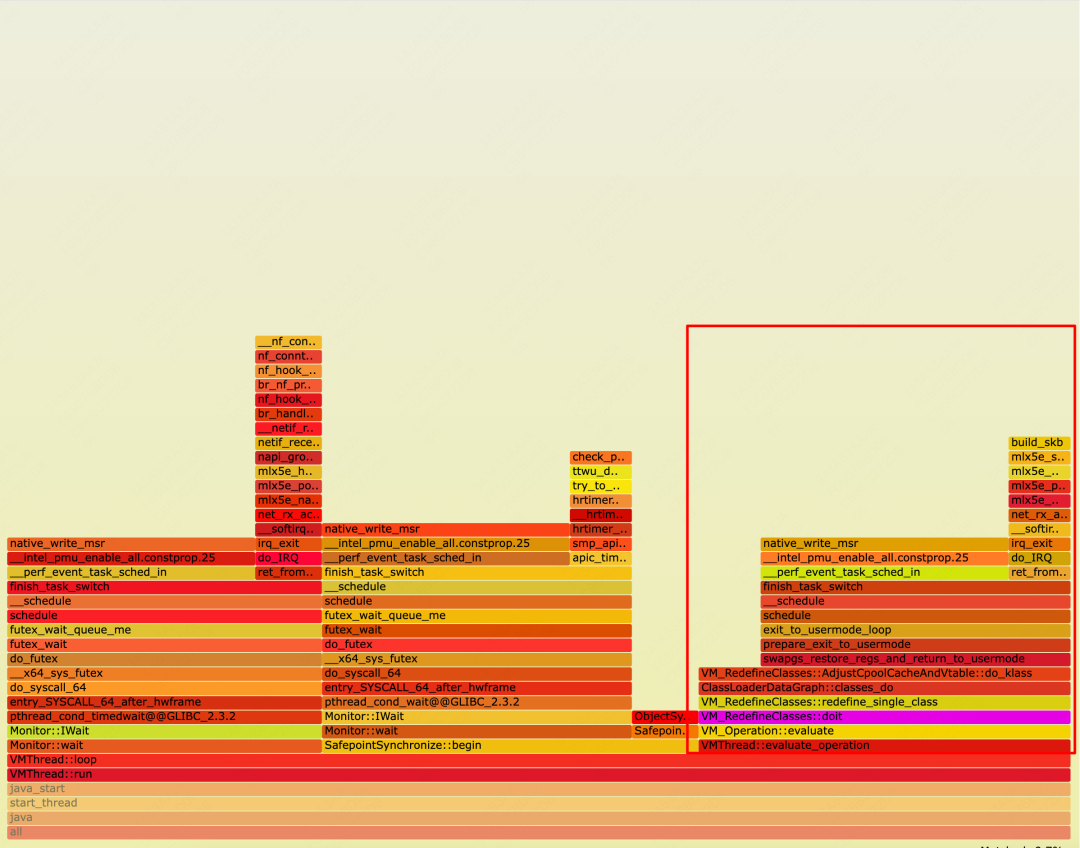 __nf_con..
nf_connt..
nf_hook_..
br_nf_pr..
nf_hook_..
br_handl..
__netif_r..
netif_rece.. build_skb
napi_gro.. check_p.. mlx5e_s..
mlx5e_h.. ttwu_d.. mlx5e_..
mlx5e_po.. try_to_.. mlx5e_p..
mlx5e_na.. hrtimer.. mlx5e_..
net_rx_ac.. __hrtim.. net_rx_a..
__softirq.. native_write_msr hrtimer_.. __softir..
native_write_msr irq_exit __intel_pmu_enable_all.constprop.25 smp_api.. native_write_msr irq_exit
__intel_pmu_enable_all.constprop.25 do_IRQ __perf_event_task_sched_in apic_tim.. __intel_pmu_enable_all.constprop.25 do_IRQ
__perf_event_task_sched_in ret_from.. finish_task_switch __perf_event_task_sched_in ret_from..
finish_task_switch __schedule finish_task_switch
__schedule schedule __schedule
schedule futex_wait_queue_me schedule
futex_wait_queue_me futex_wait exit_to_usermode_loop
futex_wait do_futex prepare_exit_to_usermode
do_futex __x64_sys_futex swapgs_restore_regs_and_return_to_usermode
__x64_sys_futex do_syscall_64 VM_RedefineClasses::AdjustCpoolCacheAndVtable::do_klass
do_syscall_64 entry_SYSCALL_64_after_hwframe ClassLoaderDataGraph::classes_do
entry_SYSCALL_64_after_hwframe pthread_cond_wait@@GLIBC_2.3.2 VM_RedefineClasses::redefine_single_class
pthread_cond_timedwait@@GLIBC_2.3.2 Monitor::IWait ObjectSy.. VM_RedefineClasses::doit
Monitor::IWait Monitor::wait Safepoin.. VM_Operation::evaluate
Monitor::wait SafepointSynchronize::begin VMThread::evaluate_operation
VMThread::loop
VMThread::run
java_start
start_thread
java
all